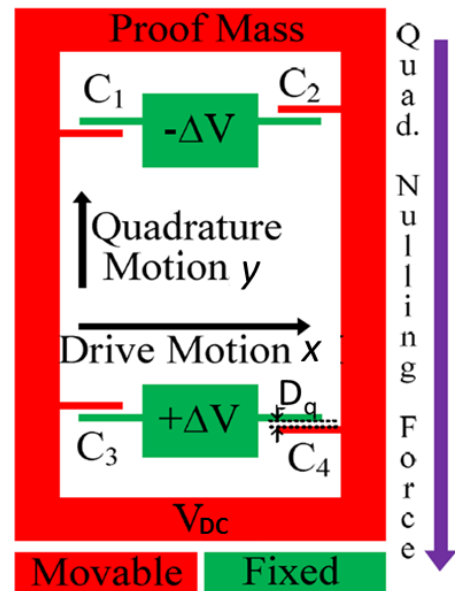 Proof Mass
C1
C2
-ΔV
Quadrature
Motion y
Drive Motion x
Dq
+ΔV
C3
C4
VDC
Movable
Fixed
Quad. Nulling Force